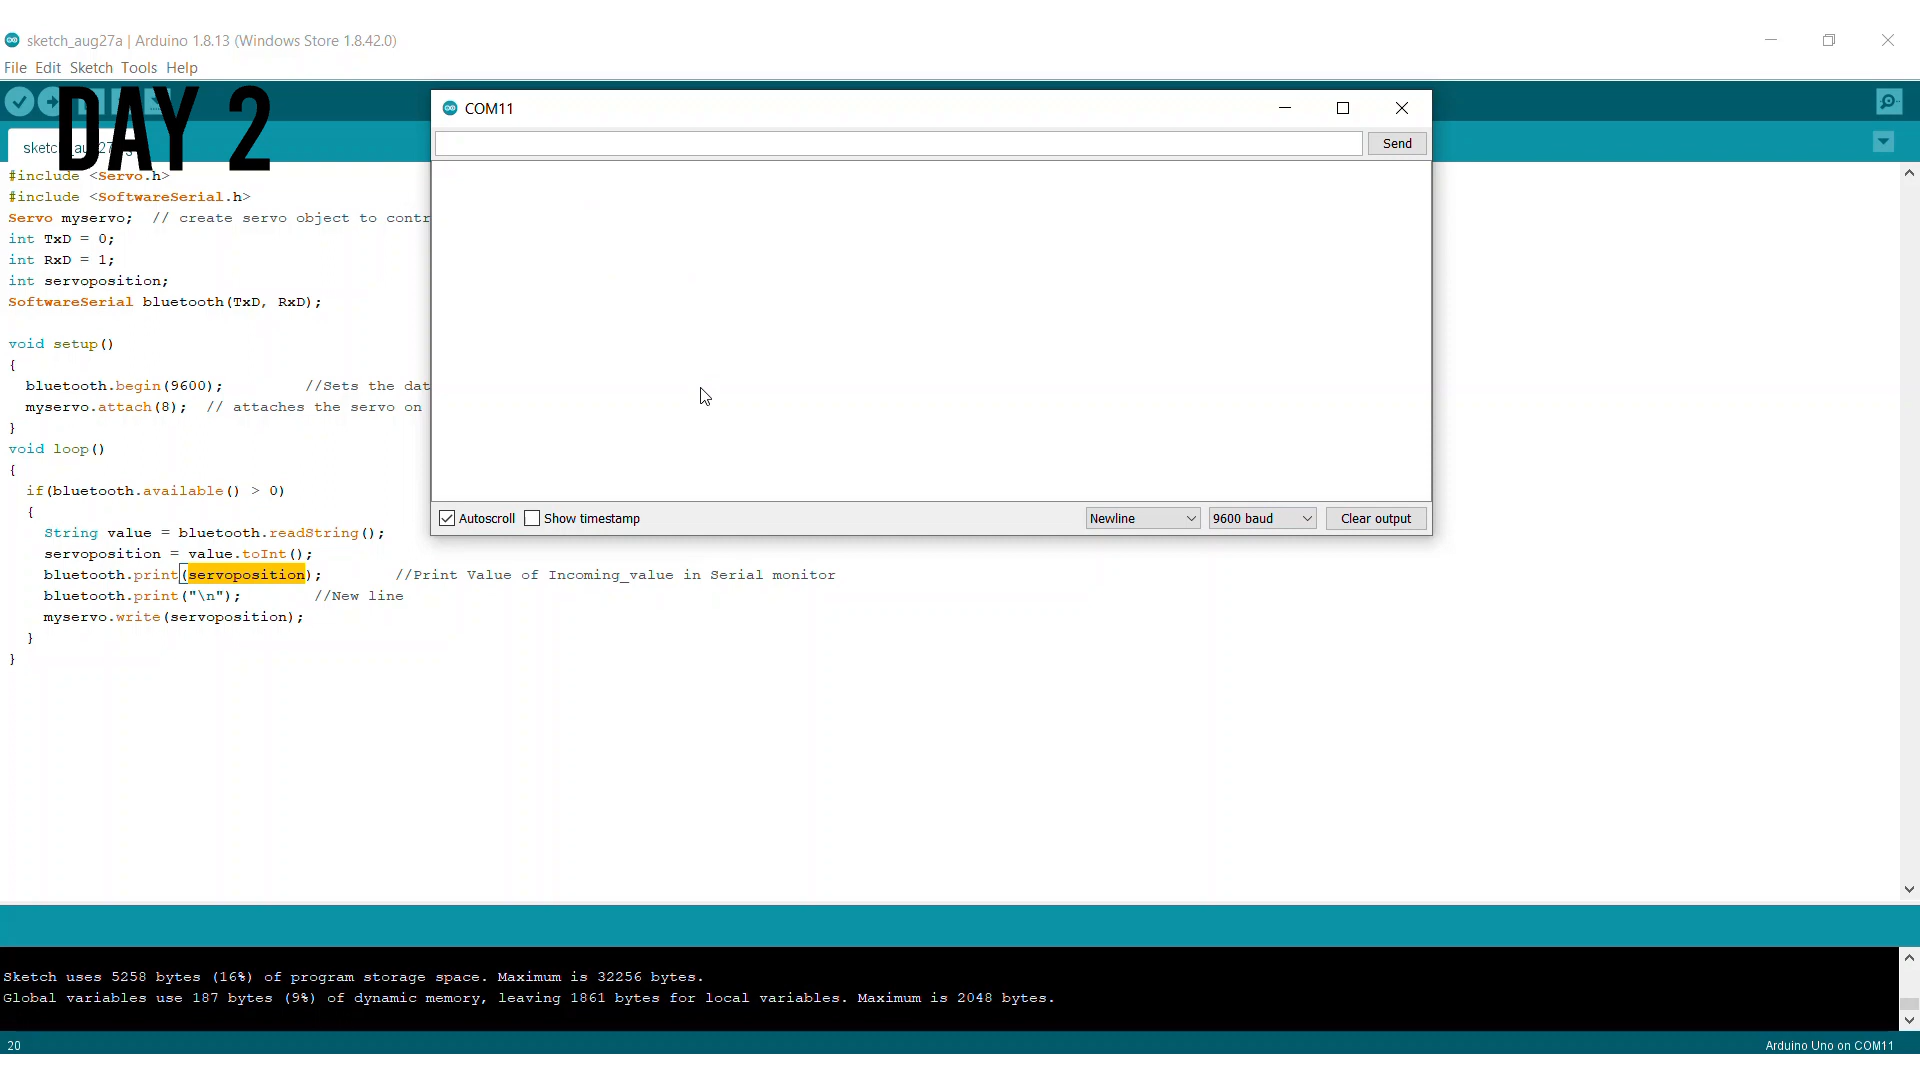 sketch_aug27a | Arduino 1.8.13 (Windows Store 1.8.42.0)
File Edit Sketch Tools Help
DAY 2
COM11
Send
#include <Servo.h>
#include <SoftwareSerial.h>
Servo myservo;  // create servo object to contr
int TxD = 0;
int RxD = 1;
int servoposition;
SoftwareSerial bluetooth(TxD, RxD);
void setup()
{
bluetooth.begin(9600);          //Sets the dat
myservo.attach(8);  // attaches the servo on
}
void loop()
{
if(bluetooth.available() > 0)
{
String value = bluetooth.readString();
servoposition = value.toInt();
bluetooth.print(servoposition);        //Print Value of Incoming_value in Serial monitor
bluetooth.print("\n");        //New line
myservo.write(servoposition);
}
}
Autoscroll Show timestamp Newline 9600 baud Clear output
Sketch uses 5258 bytes (16%) of program storage space. Maximum is 32256 bytes.
Global variables use 187 bytes (9%) of dynamic memory, leaving 1861 bytes for local variables. Maximum is 2048 bytes.
20 Arduino Uno on COM11